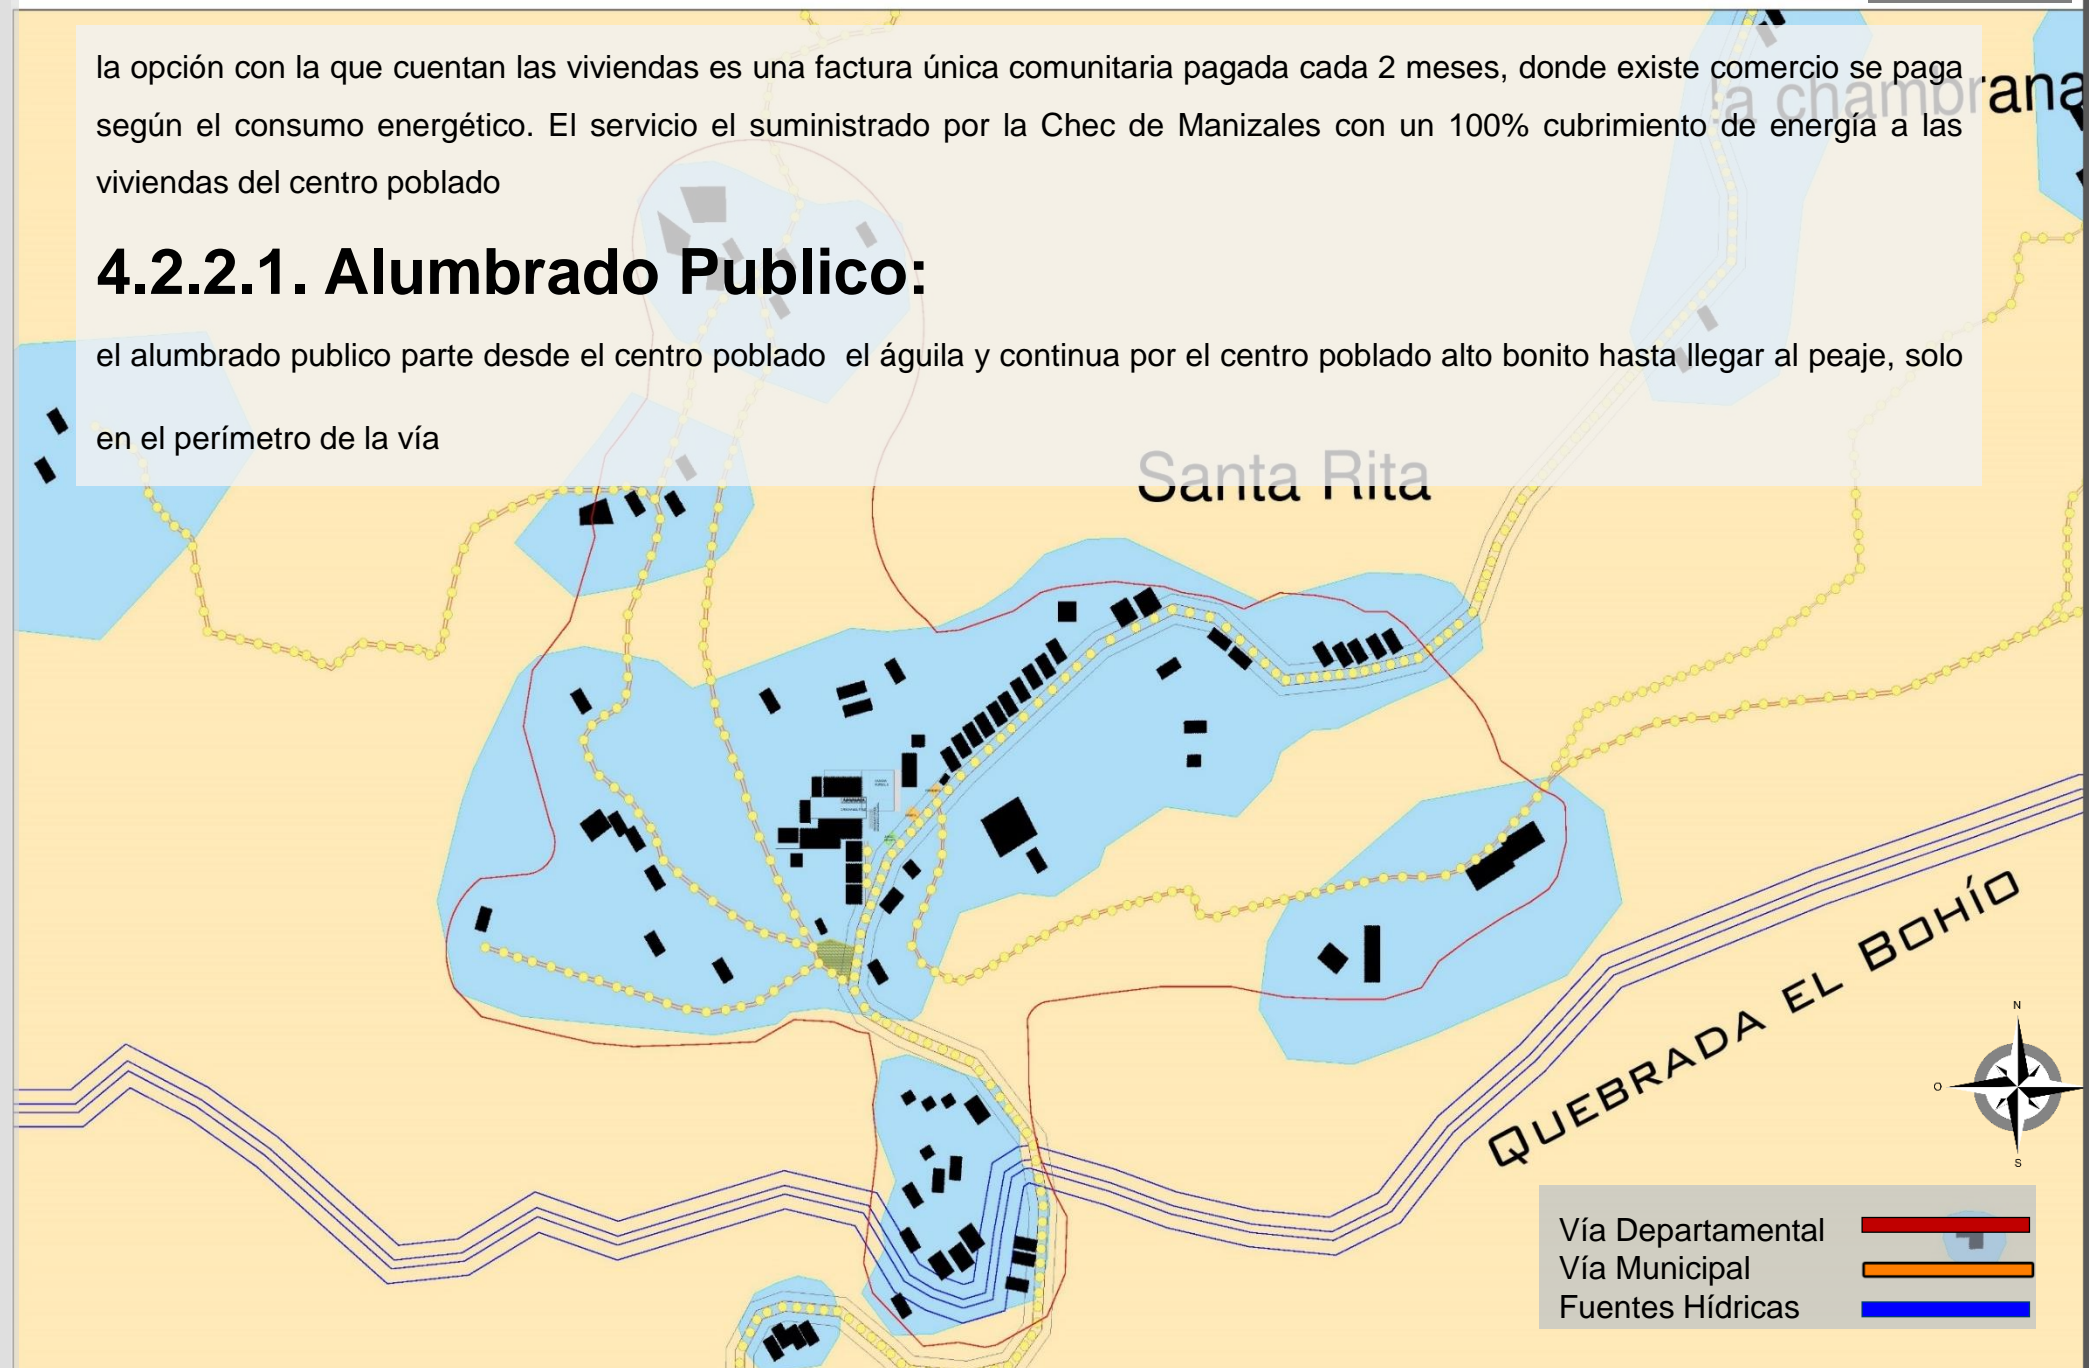 la opción con la que cuentan las viviendas es una factura única comunitaria pagada cada 2 meses, donde existe comercio se paga
según el consumo energético. El servicio el suministrado por la Chec de Manizales con un 100% cubrimiento de energía a las
viviendas del centro poblado
la chambrana
4.2.2.1. Alumbrado Publico:
el alumbrado publico parte desde el centro poblado  el águila y continua por el centro poblado alto bonito hasta llegar al peaje, solo
en el perímetro de la vía
Santa Rita
QUEBRADA EL BOHÍO
N
O
S
Vía Departamental
Vía Municipal
Fuentes Hídricas